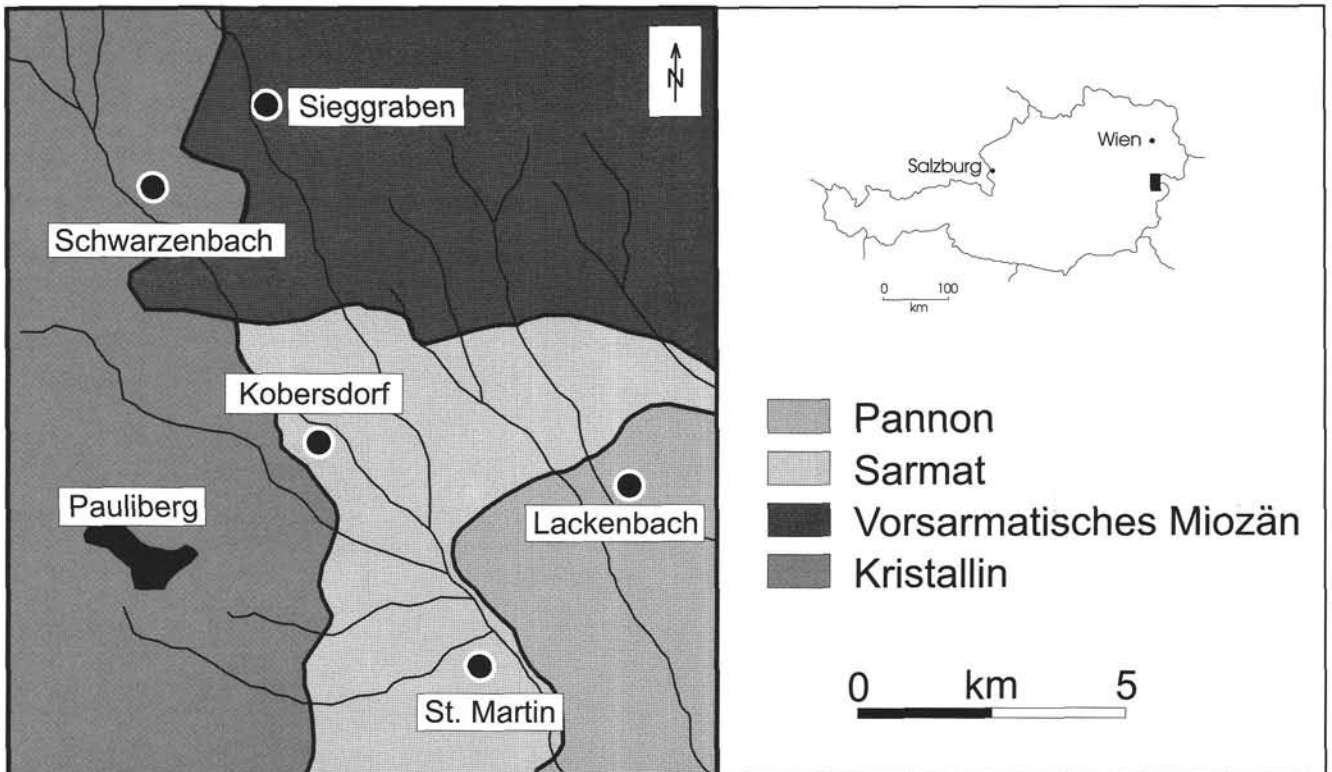 N
Sieggraben
Schwarzenbach
Kobersdorf
Pauliberg
Lackenbach
St. Martin
Wien
Salzburg
0 100
km
Pannon
Sarmat
Vorsarmatisches Miozän
Kristallin
0 km 5